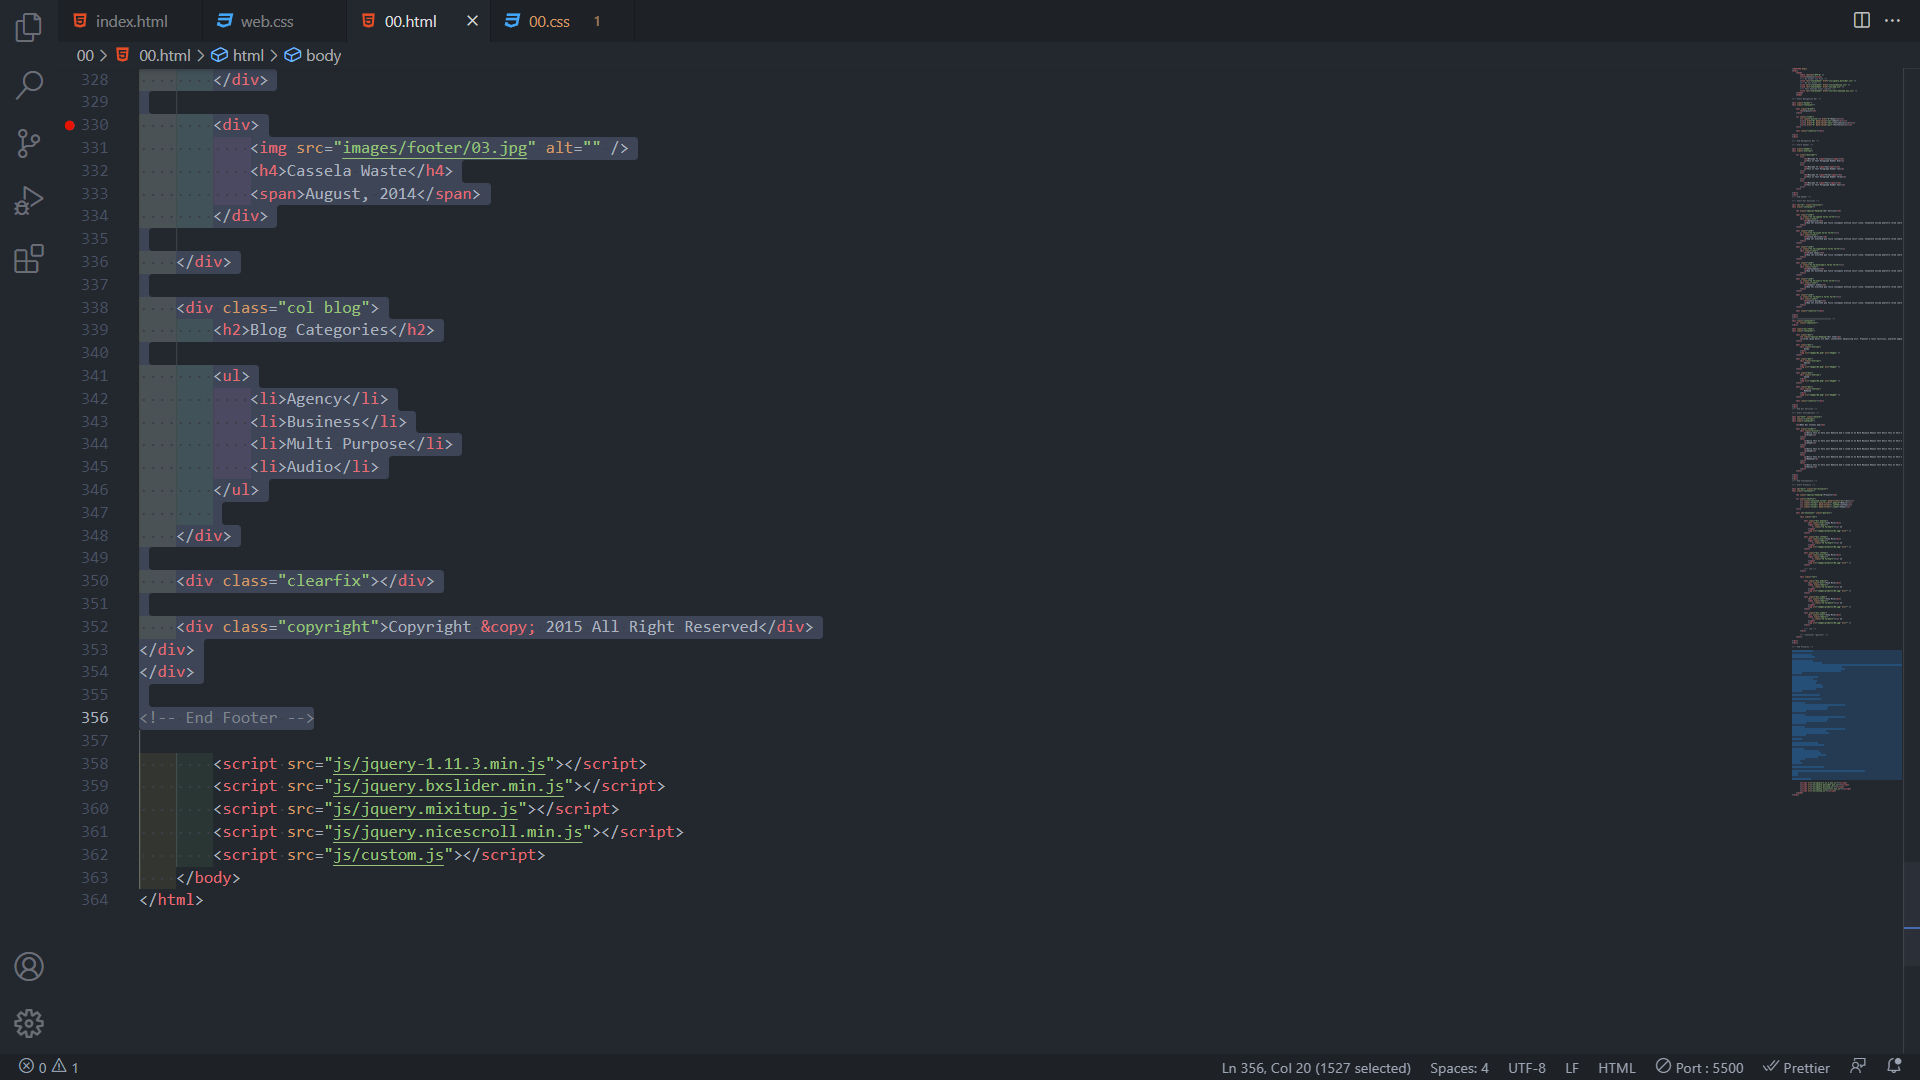 index.html web.css 00.html 00.css 1
00 > 00.html > html > body
328 </div>
329
330 <div>
331 <img src="images/footer/03.jpg" alt="" />
332 <h4>Cassela Waste</h4>
333 <span>August, 2014</span>
334 </div>
335
336 </div>
337
338 <div class="col blog">
339 <h2>Blog Categories</h2>
340
341 <ul>
342 <li>Agency</li>
343 <li>Business</li>
344 <li>Multi Purpose</li>
345 <li>Audio</li>
346 </ul>
347
348 </div>
349
350 <div class="clearfix"></div>
351
352 <div class="copyright">Copyright &copy; 2015 All Right Reserved</div>
353 </div>
354 </div>
355
356 <!-- End Footer -->
357
358 <script src="js/jquery-1.11.3.min.js"></script>
359 <script src="js/jquery.bxslider.min.js"></script>
360 <script src="js/jquery.mixitup.js"></script>
361 <script src="js/jquery.nicescroll.min.js"></script>
362 <script src="js/custom.js"></script>
363 </body>
364 </html>
0 1 Ln 356, Col 20 (1527 selected) Spaces: 4 UTF-8 LF HTML Port : 5500 Prettier